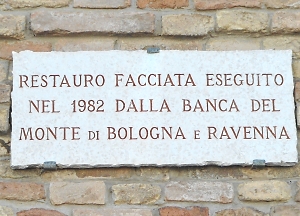 RESTAURO FACCIATA ESEGUITO
NEL 1982 DALLA BANCA DEL
MONTE DI BOLOGNA E RAVENNA